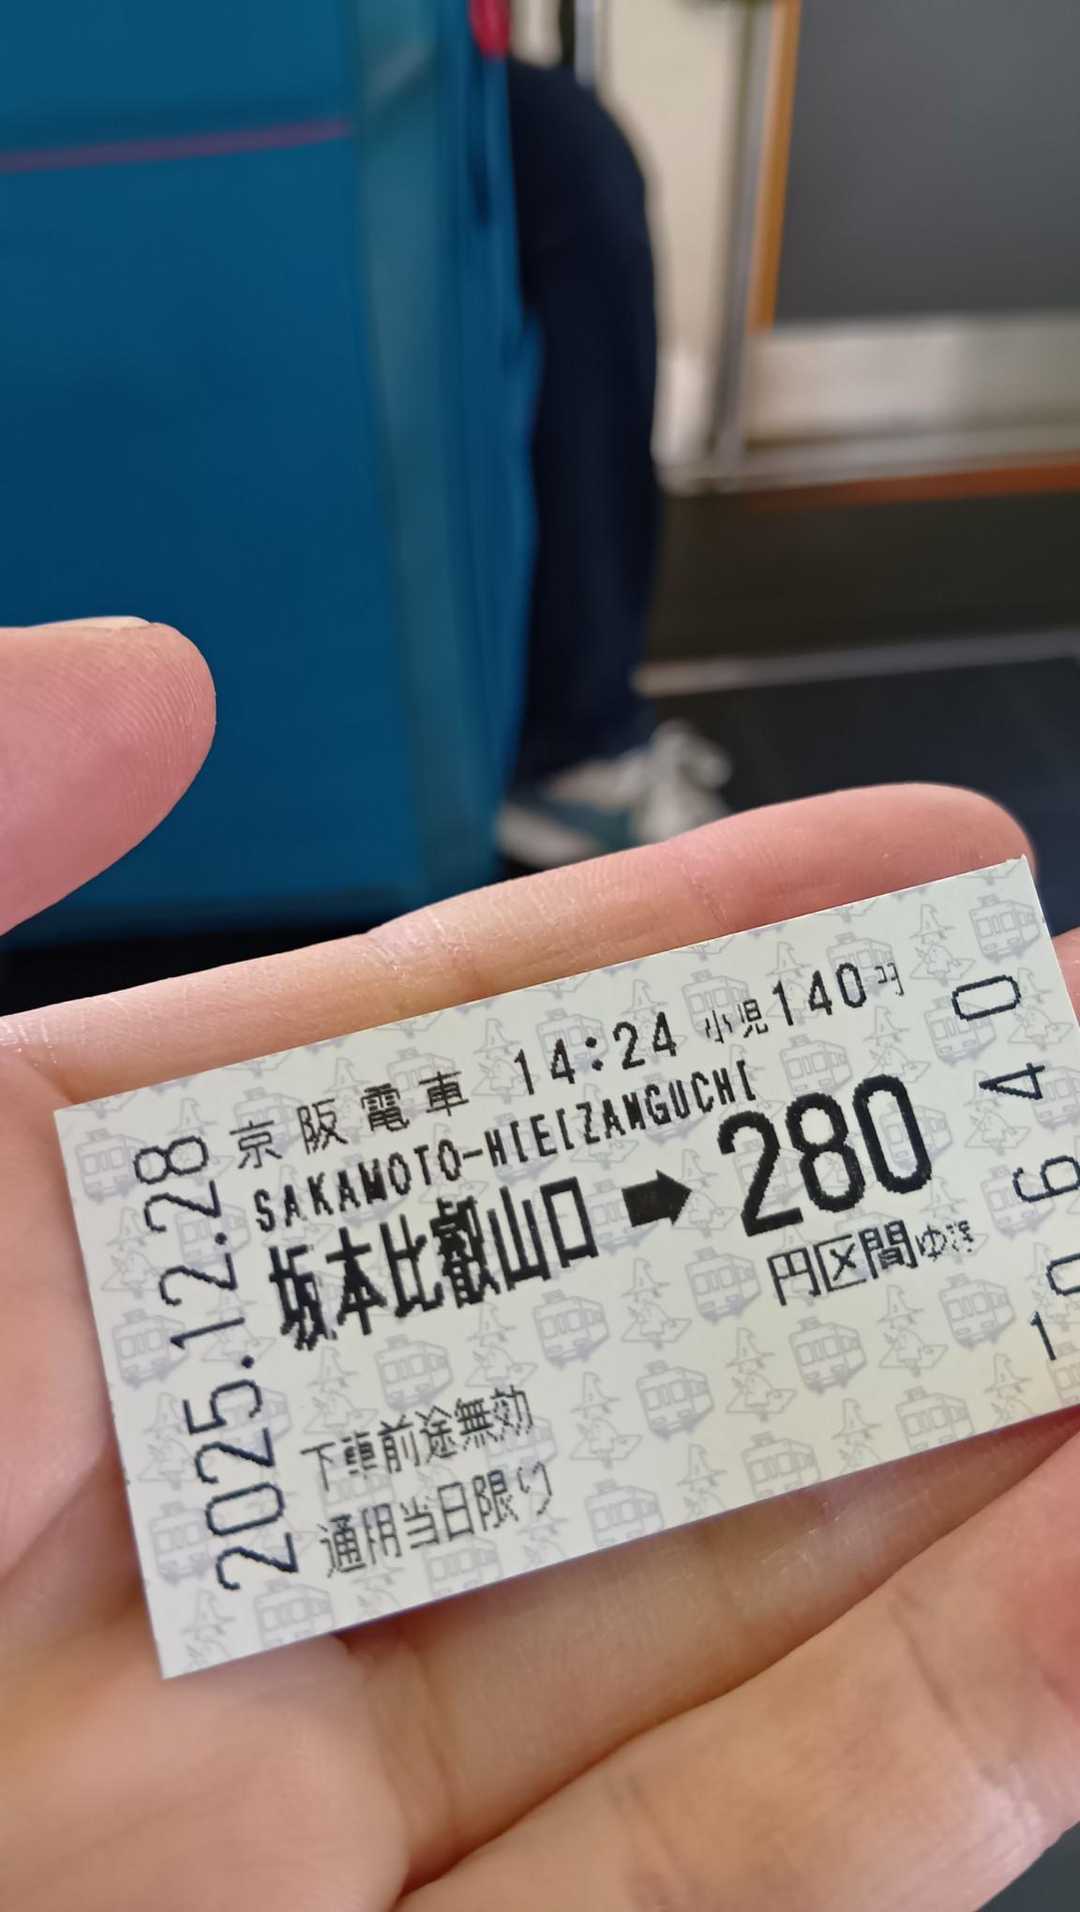 京阪電車 14:24 小児140円
SAKAMOTO-HIEIZANGUCHI
坂本比叡山口➡280
円区間ゆき
下車前途無効
通用当日限り
2025.12.28
10640